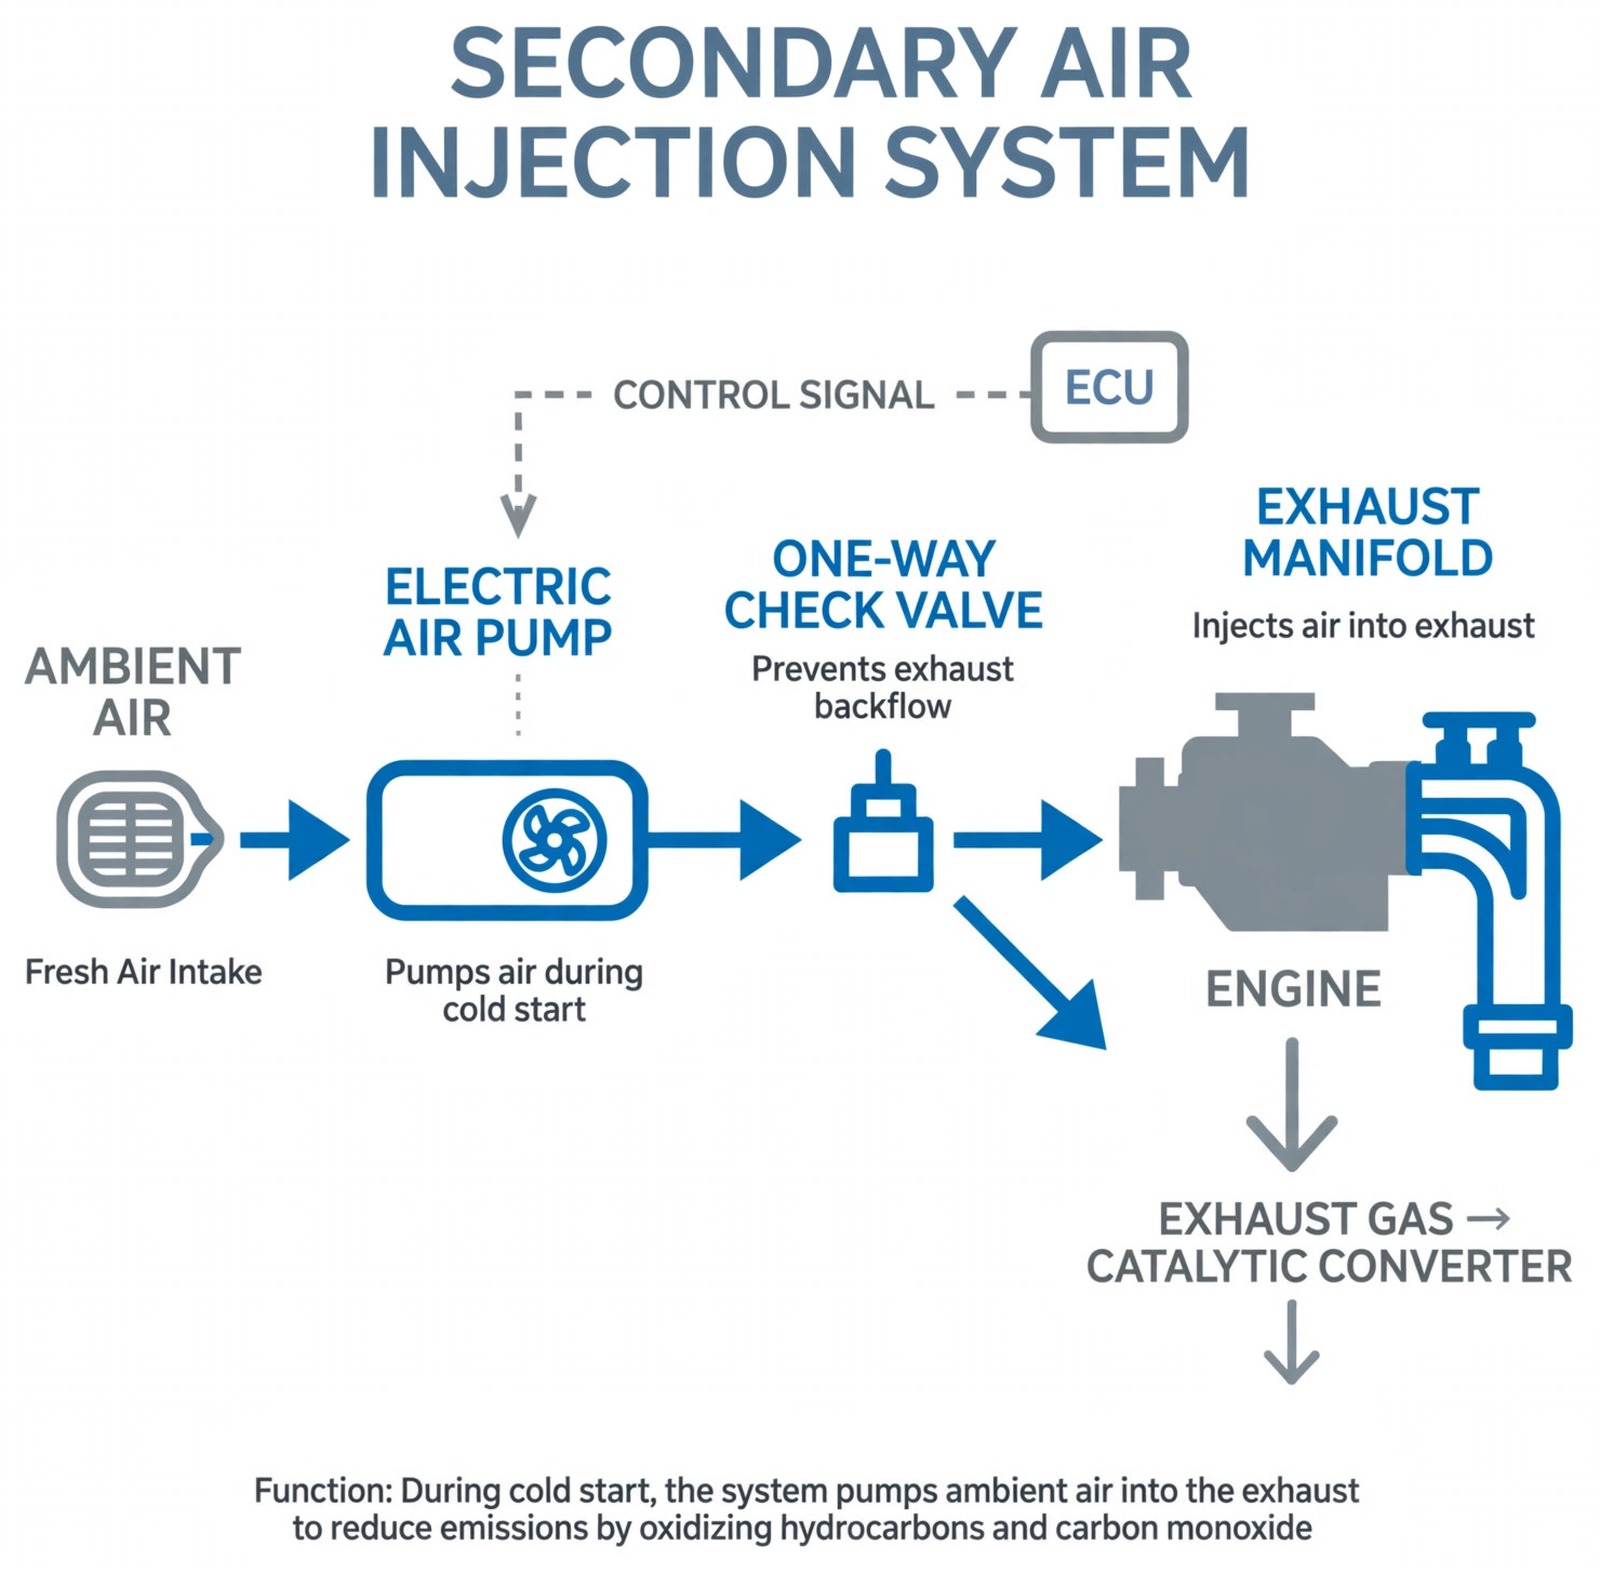 SECONDARY AIR
INJECTION SYSTEM
CONTROL SIGNAL
ECU
AMBIENT
AIR
Fresh Air Intake
ELECTRIC
AIR PUMP
Pumps air during
cold start
ONE-WAY
CHECK VALVE
Prevents exhaust
backflow
EXHAUST
MANIFOLD
Injects air into exhaust
ENGINE
EXHAUST GAS →
CATALYTIC CONVERTER
Function: During cold start, the system pumps ambient air into the exhaust
to reduce emissions by oxidizing hydrocarbons and carbon monoxide